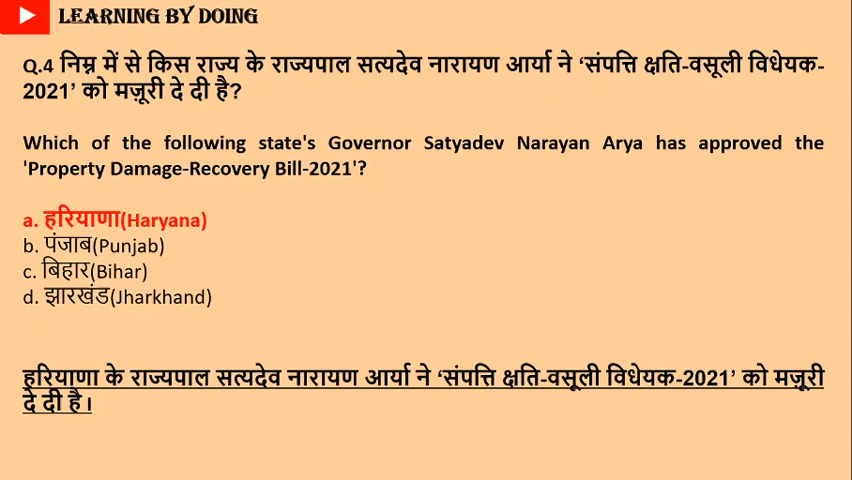 LEARNING BY DOING
Q.4 निम्न में से किस राज्य के राज्यपाल सत्यदेव नारायण आर्या ने ‘संपत्ति क्षति-वसूली विधेयक-
2021’ को मज़ूरी दे दी है?
Which of the following state's Governor Satyadev Narayan Arya has approved the
'Property Damage-Recovery Bill-2021'?
a. हरियाणा(Haryana)
b. पंजाब(Punjab)
c. बिहार(Bihar)
d. झारखंड(Jharkhand)
हरियाणा के राज्यपाल सत्यदेव नारायण आर्या ने ‘संपत्ति क्षति-वसूली विधेयक-2021’ को मज़ूरी
दे दी है।